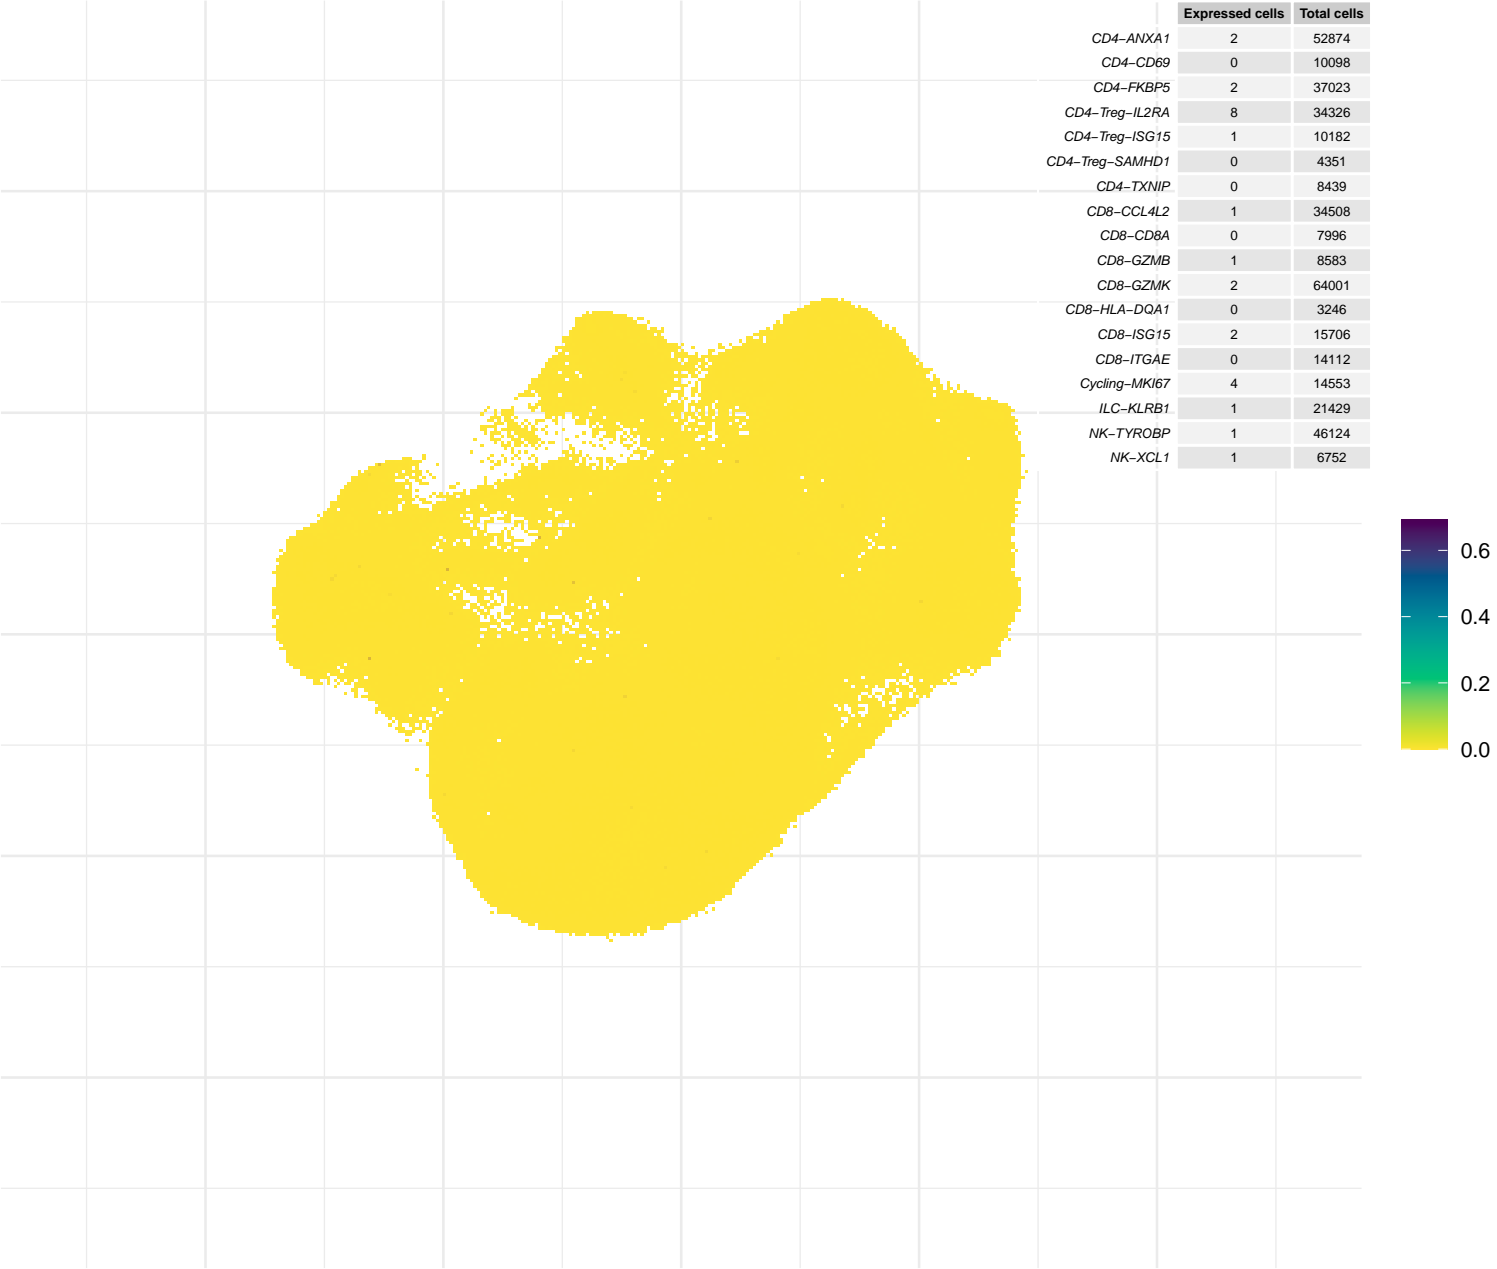 Expressed cells Total cells
CD4−ANXA1 2 52874
CD4−CD69 0 10098
CD4−FKBP5 2 37023
CD4−Treg−IL2RA 8 34326
CD4−Treg−ISG15 1 10182
CD4−Treg−SAMHD1 0 4351
CD4−TXNIP 0 8439
CD8−CCL4L2 1 34508
CD8−CD8A 0 7996
CD8−GZMB 1 8583
CD8−GZMK 2 64001
CD8−HLA−DQA1 0 3246
CD8−ISG15 2 15706
CD8−ITGAE 0 14112
Cycling−MKI67 4 14553
ILC−KLRB1 1 21429
NK−TYROBP 1 46124
NK−XCL1 1 6752
0.6
0.4
0.2
0.0